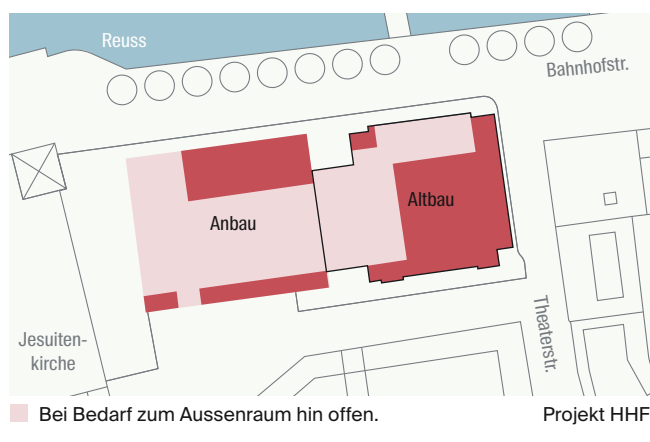 Reuss
Bahnhofstr.
Anbau
Altbau
Jesuiten-
kirche
Theaterstr.
Bei Bedarf zum Aussenraum hin offen.
Projekt HHF